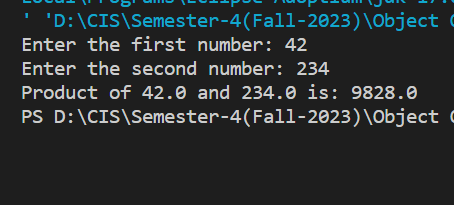 Local\Programs\Eclipse Adoptium\jdk-17.0
' 'D:\CIS\Semester-4(Fall-2023)\Object
Enter the first number: 42
Enter the second number: 234
Product of 42.0 and 234.0 is: 9828.0
PS D:\CIS\Semester-4(Fall-2023)\Object